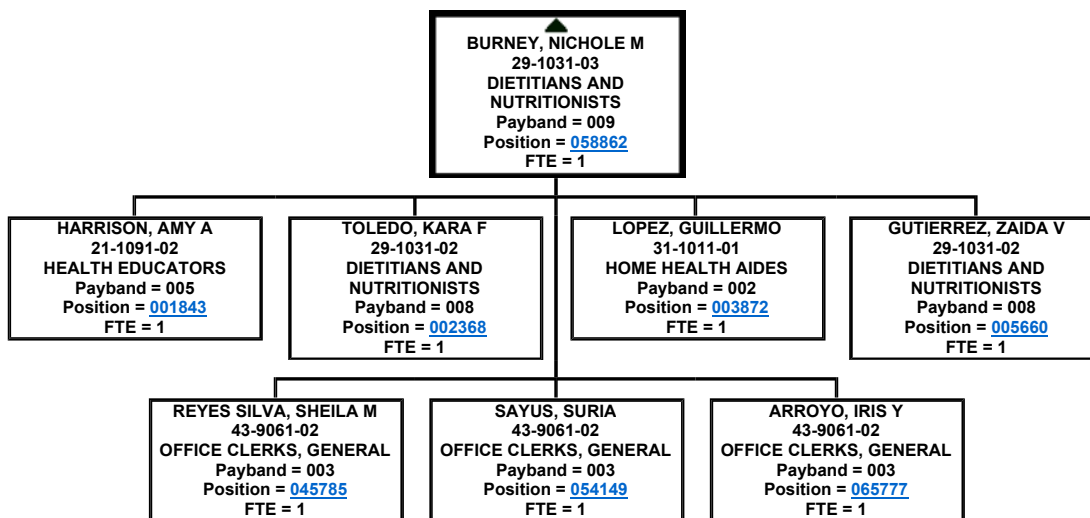 BURNEY, NICHOLE M
29-1031-03
DIETITIANS AND
NUTRITIONISTS
Payband = 009
Position = 058862
FTE = 1
HARRISON, AMY A
21-1091-02
HEALTH EDUCATORS
Payband = 005
Position = 001843
FTE = 1
TOLEDO, KARA F
29-1031-02
DIETITIANS AND
NUTRITIONISTS
Payband = 008
Position = 002368
FTE = 1
LOPEZ, GUILLERMO
31-1011-01
HOME HEALTH AIDES
Payband = 002
Position = 003872
FTE = 1
GUTIERREZ, ZAIDA V
29-1031-02
DIETITIANS AND
NUTRITIONISTS
Payband = 008
Position = 005660
FTE = 1
REYES SILVA, SHEILA M
43-9061-02
OFFICE CLERKS, GENERAL
Payband = 003
Position = 045785
FTE = 1
SAYUS, SURIA
43-9061-02
OFFICE CLERKS, GENERAL
Payband = 003
Position = 054149
FTE = 1
ARROYO, IRIS Y
43-9061-02
OFFICE CLERKS, GENERAL
Payband = 003
Position = 065777
FTE = 1